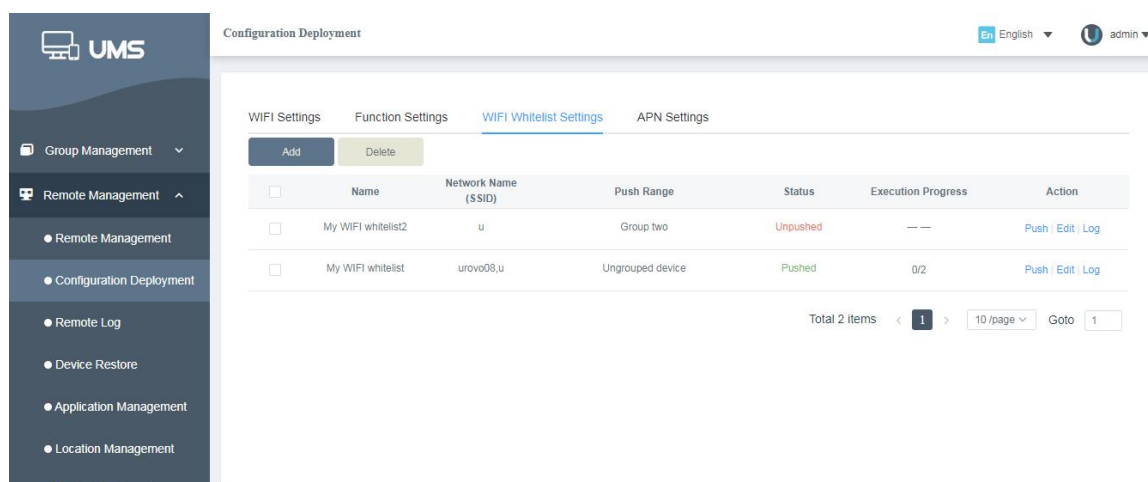 UMS
Configuration Deployment
En English
admin
Group Management
Remote Management
Remote Management
Configuration Deployment
Remote Log
Device Restore
Application Management
Location Management
WIFI Settings Function Settings WIFI Whitelist Settings APN Settings
Add Delete
Name Network Name (SSID) Push Range Status Execution Progress Action
My WIFI whitelist2 u Group two Unpushed — — Push | Edit | Log
My WIFI whitelist urovo08,u Ungrouped device Pushed 0/2 Push | Edit | Log
Total 2 items < 1 > 10 /page Goto 1